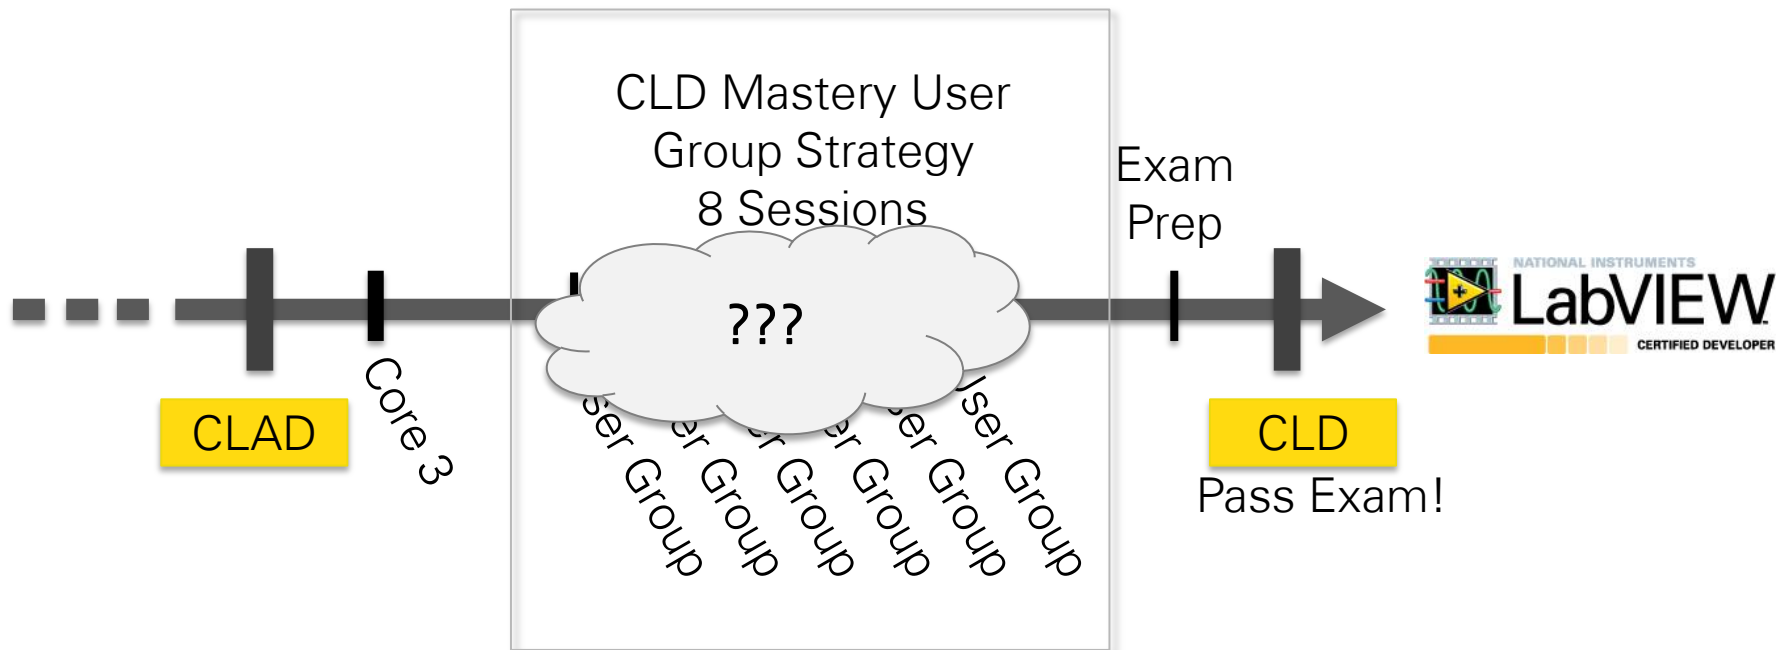 CLD Mastery User
Group Strategy
8 Sessions
Exam
Prep
???
NATIONAL INSTRUMENTS
LabVIEW
CERTIFIED DEVELOPER
CLAD
Core 3
Group
Group
Group
Group
Group
Group
CLD
Pass Exam!